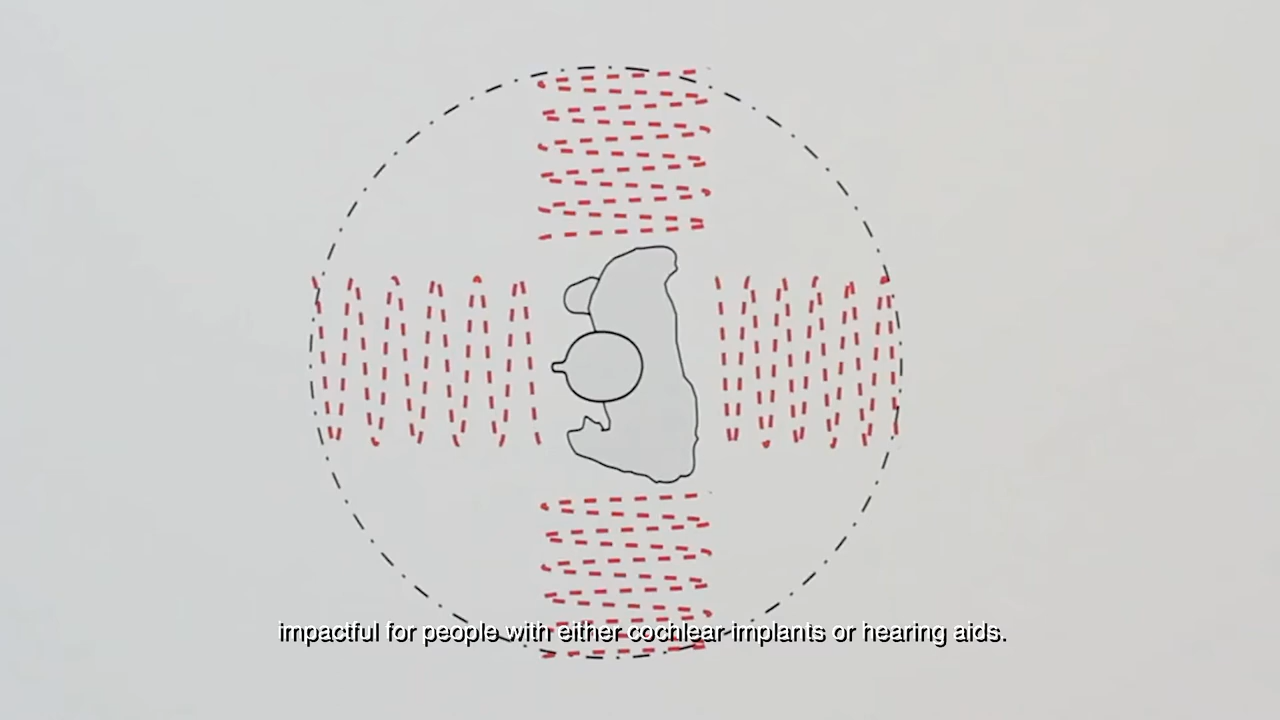 impactful for people with either cochlear implants or hearing aids.